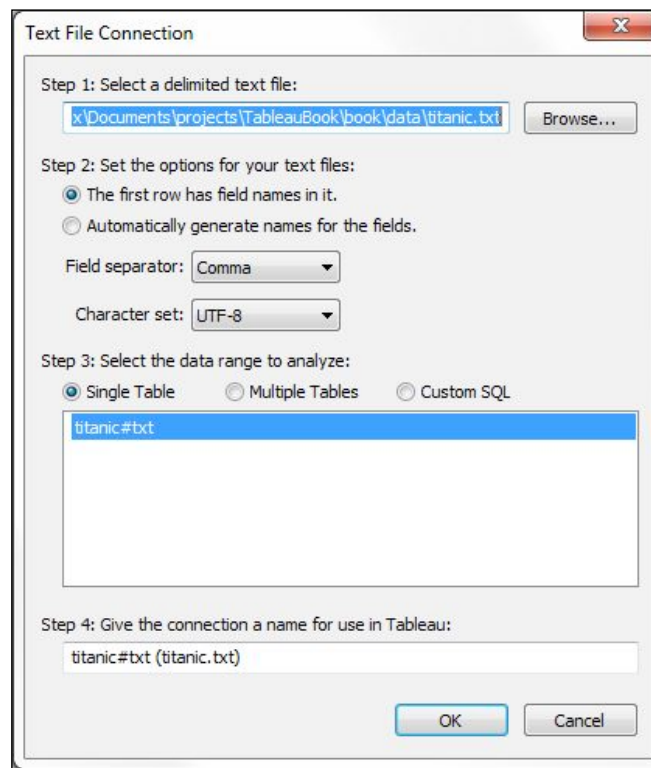 Text File Connection
Step 1: Select a delimited text file:
x\Documents\projects\TableauBook\book\data\titanic.txt Browse...
Step 2: Set the options for your text files:
The first row has field names in it.
Automatically generate names for the fields.
Field separator: Comma
Character set: UTF-8
Step 3: Select the data range to analyze:
Single Table Multiple Tables Custom SQL
titanic#txt
Step 4: Give the connection a name for use in Tableau:
titanic#txt (titanic.txt)
OK Cancel